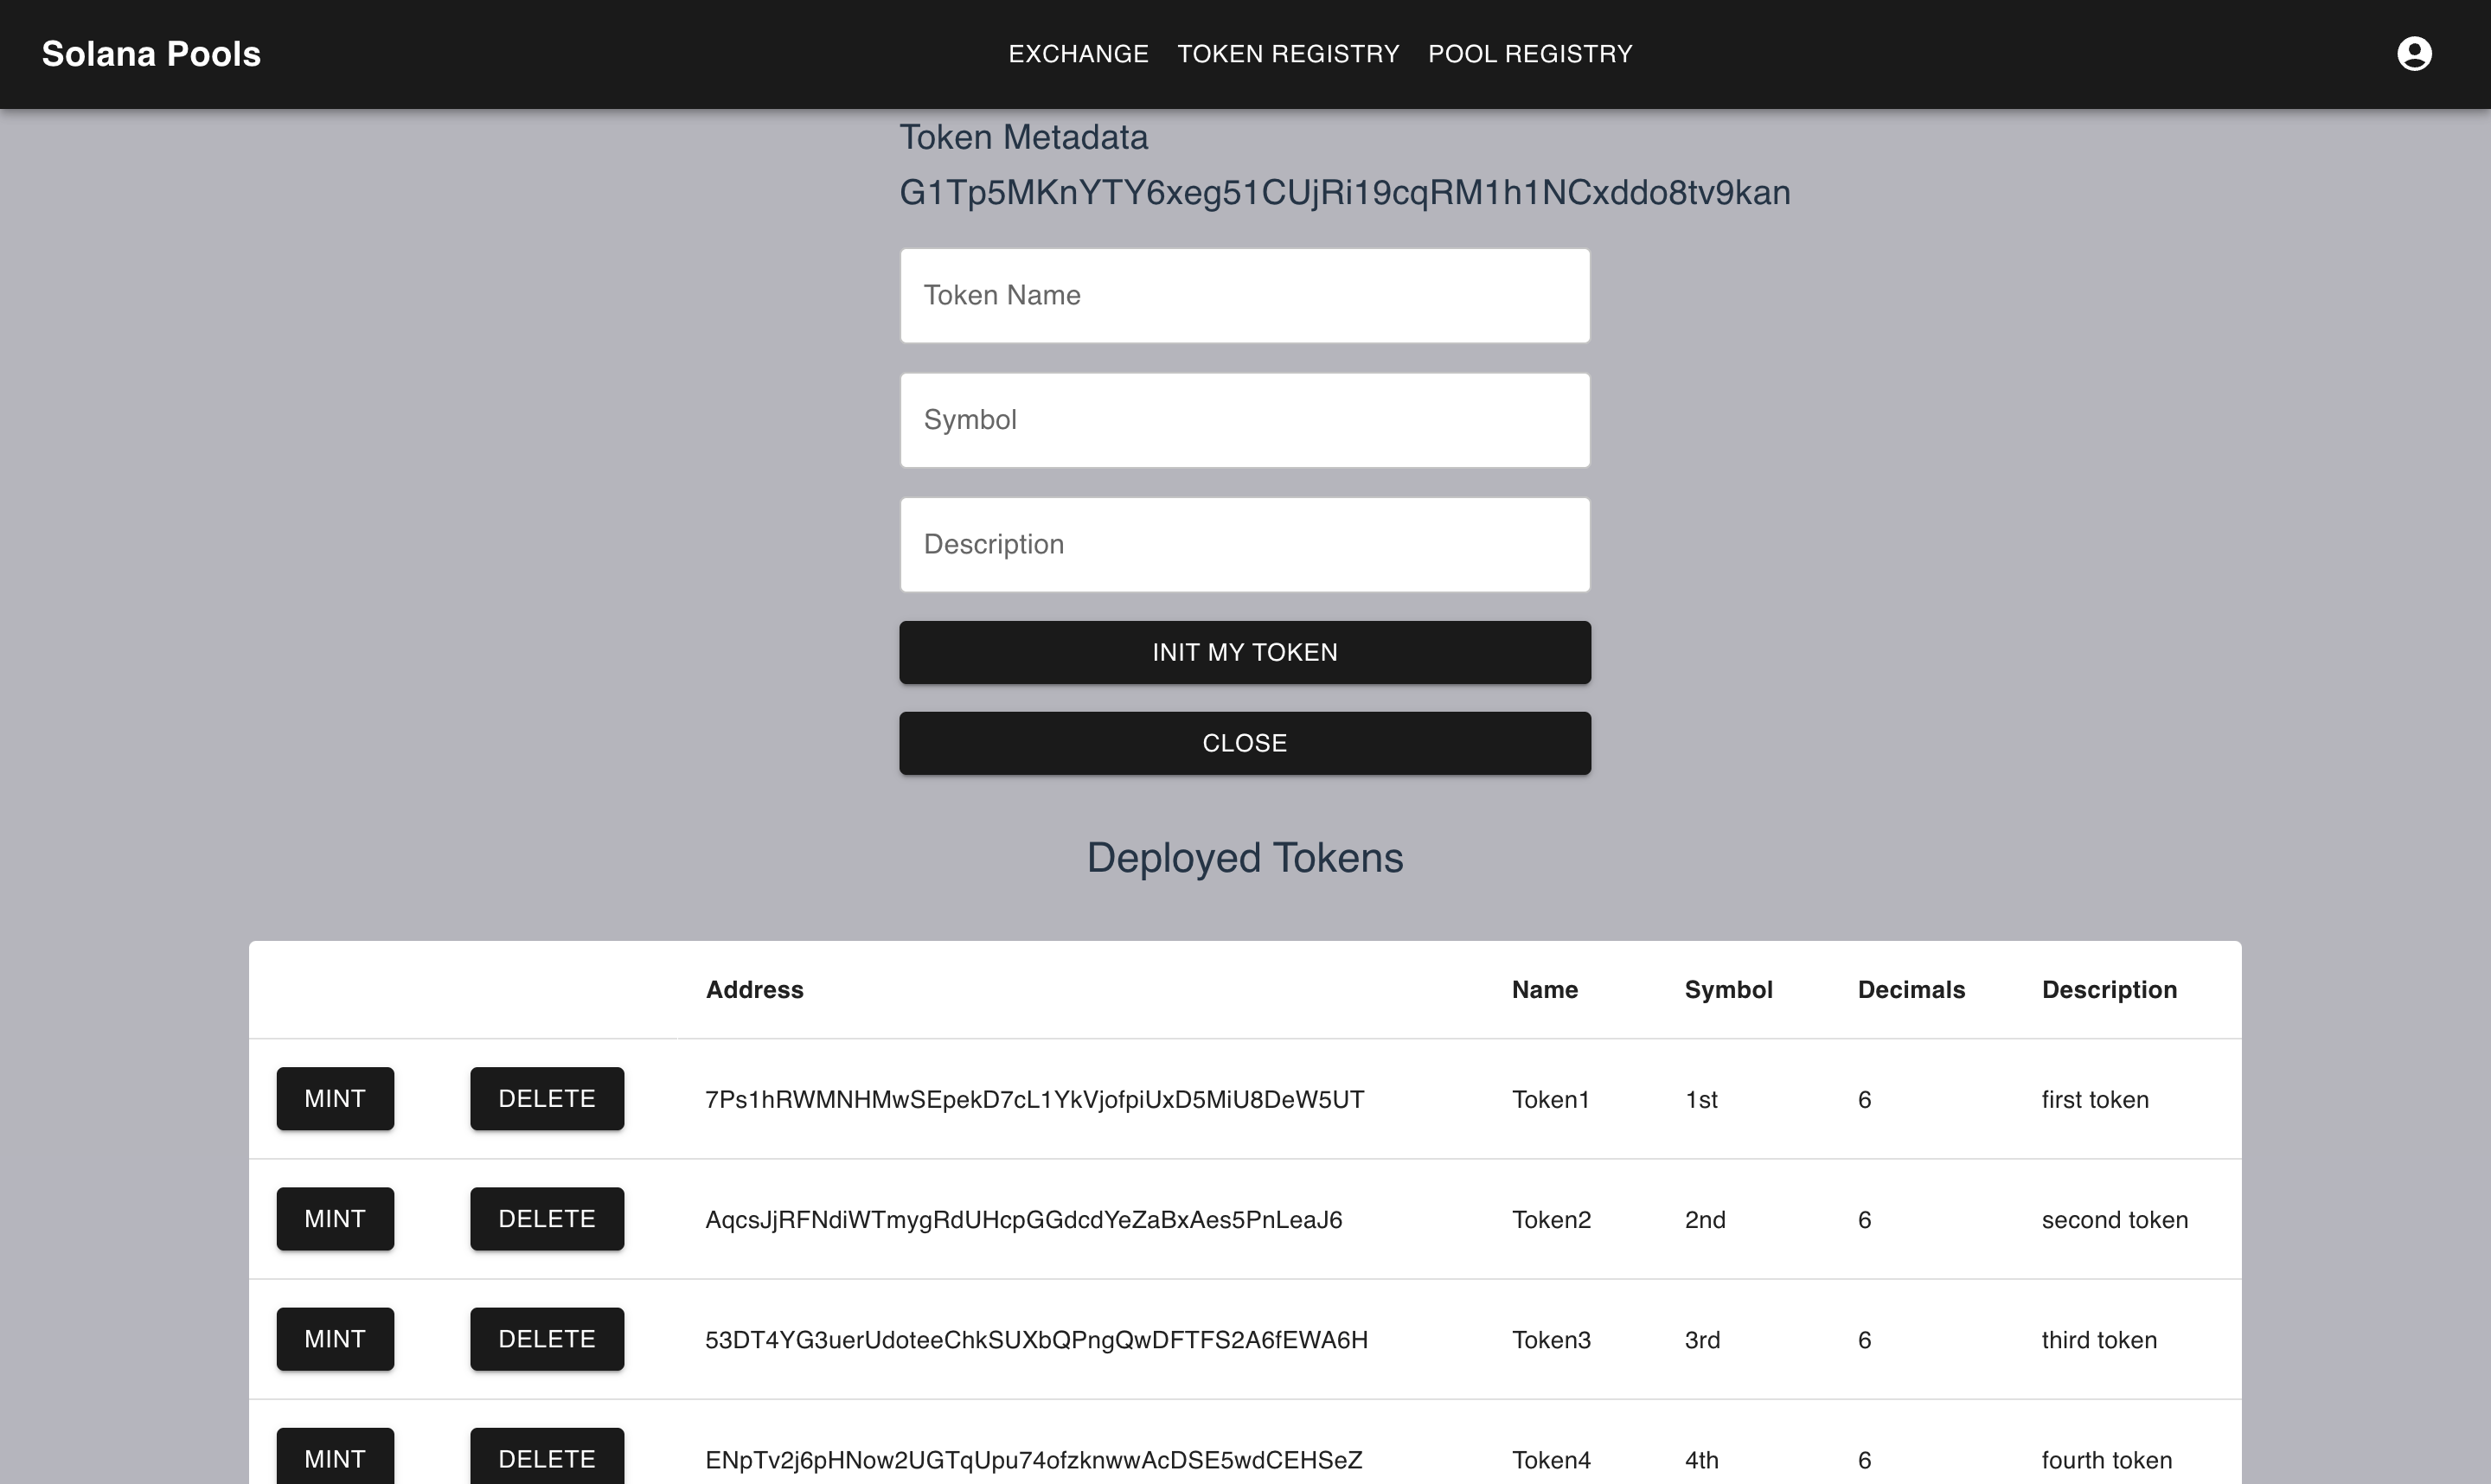 Solana Pools EXCHANGE TOKEN REGISTRY POOL REGISTRY
Token Metadata
G1Tp5MKnYTY6xeg51CUjRi19cqRM1h1NCxddo8tv9kan
Token Name
Symbol
Description
INIT MY TOKEN
CLOSE
Deployed Tokens
Address Name Symbol Decimals Description
MINT DELETE 7Ps1hRWMNHMwSEpekD7cL1YkVjofpiUxD5MiU8DeW5UT Token1 1st 6 first token
MINT DELETE AqcsJjRFNdiWTmygRdUHcpGGdcdYeZaBxAes5PnLeaJ6 Token2 2nd 6 second token
MINT DELETE 53DT4YG3uerUdoteeChkSUXbQPngQwDFTFS2A6fEWA6H Token3 3rd 6 third token
MINT DELETE ENpTv2j6pHNow2UGTqUpu74ofzknwwAcDSE5wdCEHSeZ Token4 4th 6 fourth token